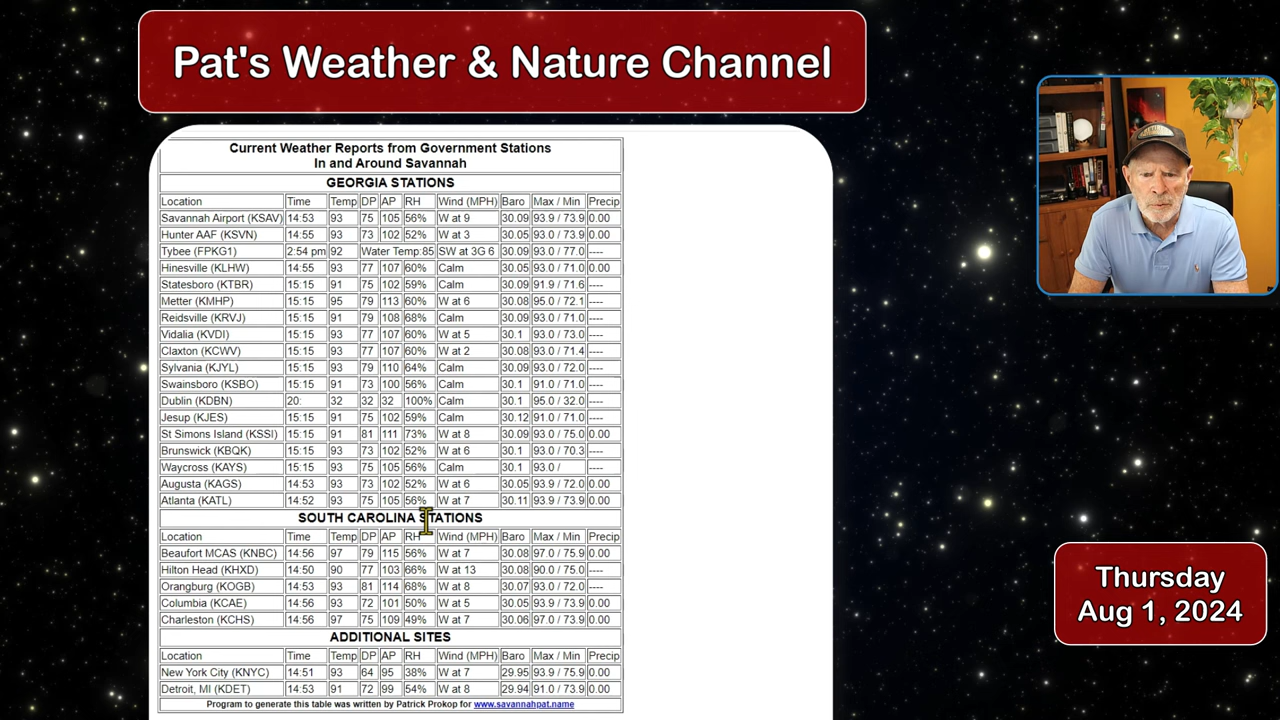 Pat's Weather & Nature Channel
Current Weather Reports from Government Stations
In and Around Savannah
GEORGIA STATIONS
Location Time Temp DP AP RH Wind (MPH) Baro Max / Min Precip
Savannah Airport (KSAV) 14:53 93 75 105 56% W at 9 30.09 93.9 / 73.9 0.00
Hunter AAF (KSVN) 14:55 93 73 102 52% W at 3 30.05 93.0 / 73.9 0.00
Tybee (FPKG1) 2:54 pm 92 Water Temp:85 SW at 3G 6 30.09 93.0 / 77.0 ----
Hinesville (KLHW) 14:55 93 77 107 60% Calm 30.05 93.0 / 71.0 0.00
Statesboro (KTBR) 15:15 91 75 102 59% Calm 30.09 91.9 / 71.6 ----
Metter (KMHP) 15:15 95 79 113 60% W at 6 30.08 95.0 / 72.1 ----
Reidsville (KRVJ) 15:15 91 79 108 68% Calm 30.09 93.0 / 71.0 ----
Vidalia (KVDI) 15:15 93 77 107 60% W at 5 30.1 93.0 / 73.0 ----
Claxton (KCWV) 15:15 93 77 107 60% W at 2 30.08 93.0 / 71.4 ----
Sylvania (KJYL) 15:15 93 79 110 64% Calm 30.09 93.0 / 72.0 ----
Swainsboro (KSBO) 15:15 91 73 100 56% Calm 30.1 91.0 / 71.0 ----
Dublin (KDBN) 20: 32 32 32 100% Calm 30.1 95.0 / 32.0 ----
Jesup (KJES) 15:15 91 75 102 59% Calm 30.12 91.0 / 71.0 ----
St Simons Island (KSSI) 15:15 91 81 111 73% W at 8 30.09 93.0 / 75.0 0.00
Brunswick (KBQK) 15:15 93 73 102 52% W at 6 30.1 93.0 / 70.3 ----
Waycross (KAYS) 15:15 93 75 105 56% Calm 30.1 93.0 / ----
Augusta (KAGS) 14:53 93 73 102 52% W at 6 30.05 93.9 / 72.0 0.00
Atlanta (KATL) 14:52 93 75 105 56% W at 7 30.11 93.9 / 73.9 0.00
SOUTH CAROLINA STATIONS
Location Time Temp DP AP RH Wind (MPH) Baro Max / Min Precip
Beaufort MCAS (KNBC) 14:56 97 79 115 56% W at 7 30.08 97.0 / 75.9 0.00
Hilton Head (KHXD) 14:50 90 77 103 66% W at 13 30.08 90.0 / 75.0 ----
Orangburg (KOGB) 14:53 93 81 114 68% W at 8 30.07 93.0 / 72.0 ----
Columbia (KCAE) 14:56 93 72 101 50% W at 5 30.05 93.9 / 73.9 0.00
Charleston (KCHS) 14:56 97 75 109 49% W at 7 30.06 97.0 / 73.9 0.00
ADDITIONAL SITES
Location Time Temp DP AP RH Wind (MPH) Baro Max / Min Precip
New York City (KNYC) 14:51 93 64 95 38% W at 7 29.95 93.9 / 75.9 0.00
Detroit, MI (KDET) 14:53 91 72 99 54% W at 8 29.94 91.0 / 73.9 0.00
Program to generate this table was written by Patrick Prokop for www.savannahpat.name
Thursday
Aug 1, 2024